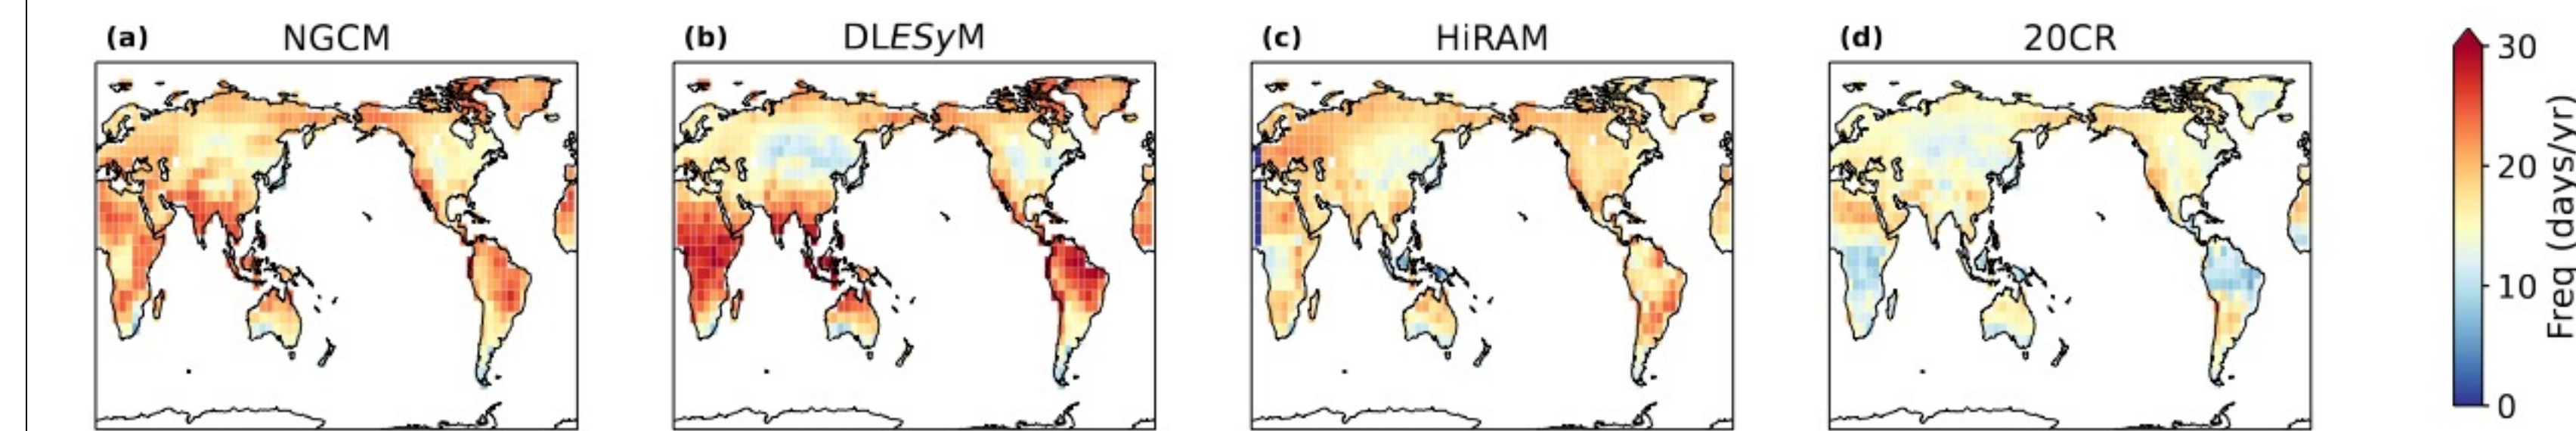 (a) NGCM
(b) DLESyM
(c) HiRAM
(d) 20CR
30
20
10
0
Freq (days/yr)